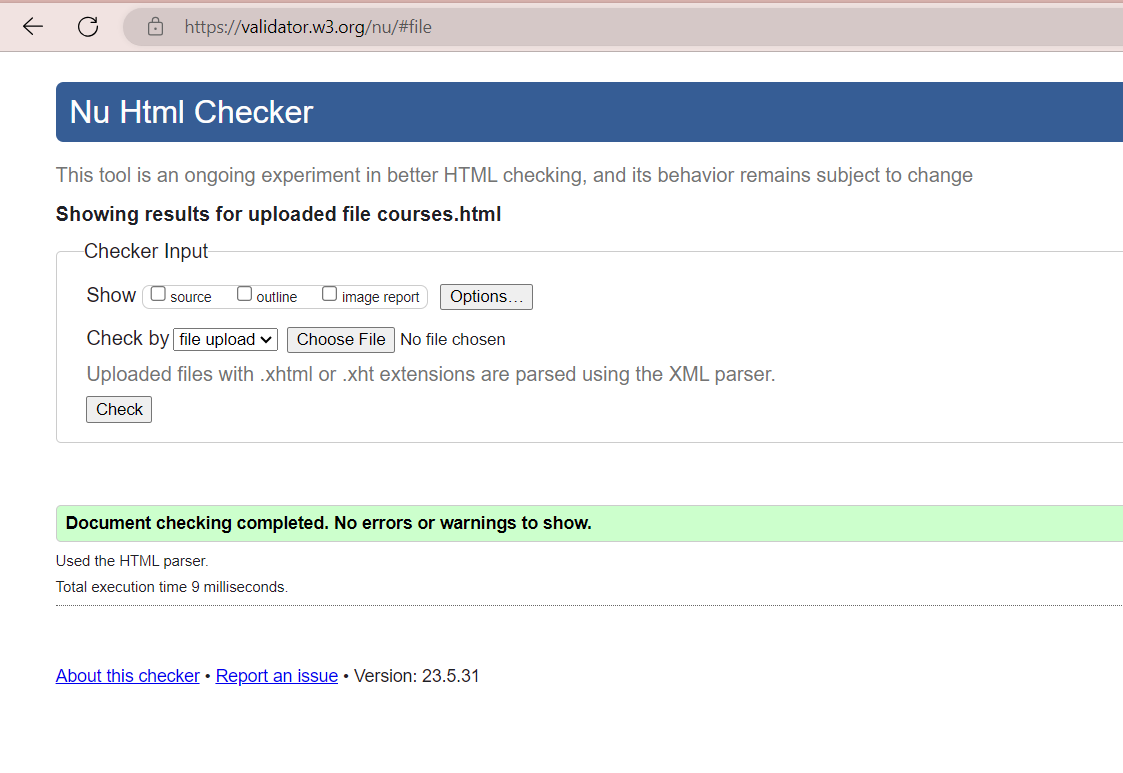 https://validator.w3.org/nu/#file
Nu Html Checker
This tool is an ongoing experiment in better HTML checking, and its behavior remains subject to change
Showing results for uploaded file courses.html
Checker Input
Show source outline image report Options…
Check by file upload Choose File No file chosen
Uploaded files with .xhtml or .xht extensions are parsed using the XML parser.
Check
Document checking completed. No errors or warnings to show.
Used the HTML parser.
Total execution time 9 milliseconds.
About this checker • Report an issue • Version: 23.5.31